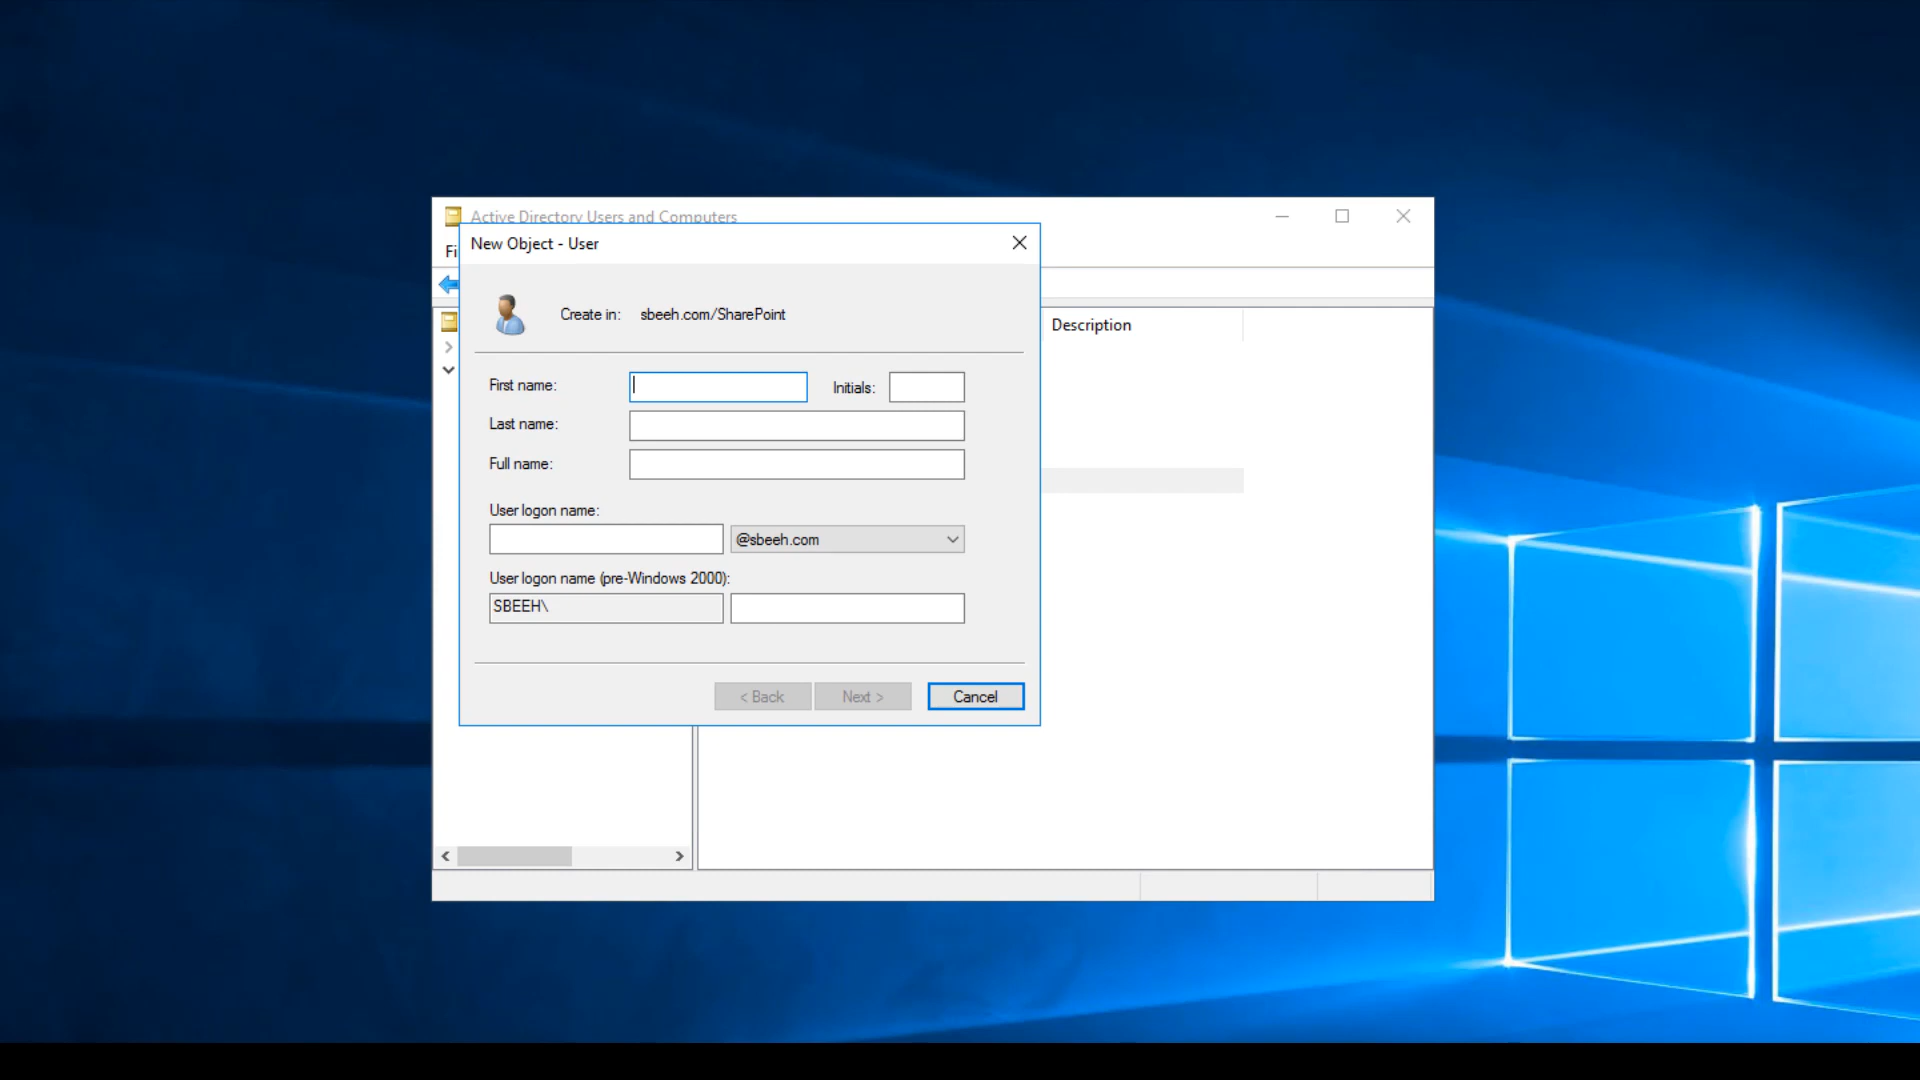 Active Directory Users and Computers
Fi
New Object - User
Create in: sbeeh.com/SharePoint
Description
First name:
Initials:
Last name:
Full name:
User logon name:
@sbeeh.com
User logon name (pre-Windows 2000):
SBEEH\
< Back
Next >
Cancel